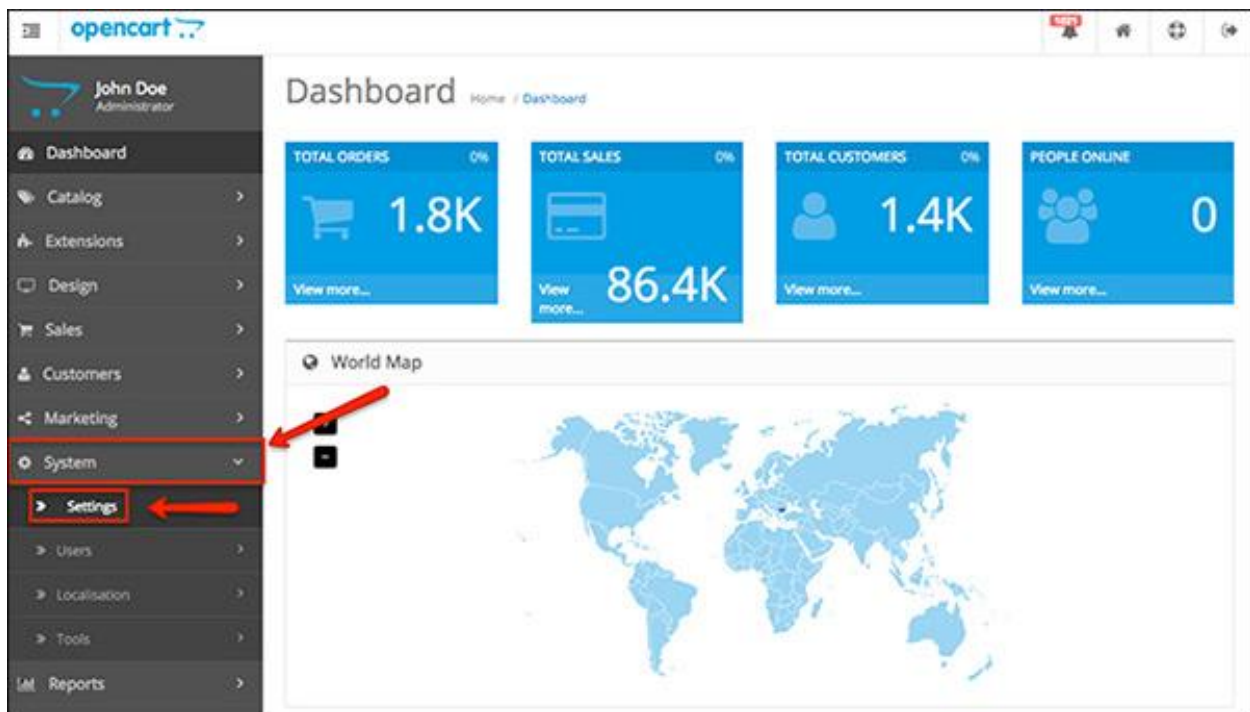 opencart
1025
John Doe
Administrator
Dashboard
Catalog
Extensions
Design
Sales
Customers
Marketing
System
Settings
Users
Localisation
Tools
Reports
Dashboard
Home / Dashboard
TOTAL ORDERS 0%
1.8K
View more...
TOTAL SALES 0%
86.4K
View
more...
TOTAL CUSTOMERS 0%
1.4K
View more...
PEOPLE ONLINE
0
View more...
World Map